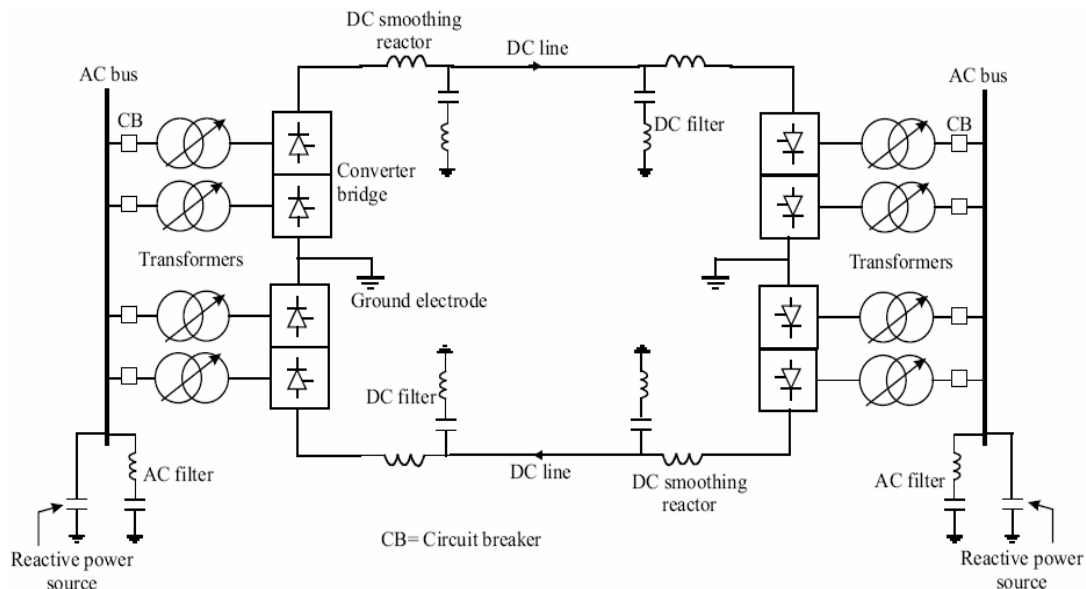 DC smoothing
reactor
DC line
AC bus
AC bus
CB
CB
DC filter
Converter
bridge
Transformers
Transformers
Ground electrode
DC filter
AC filter
DC line
DC smoothing
reactor
AC filter
CB= Circuit breaker
Reactive power
source
Reactive power
source